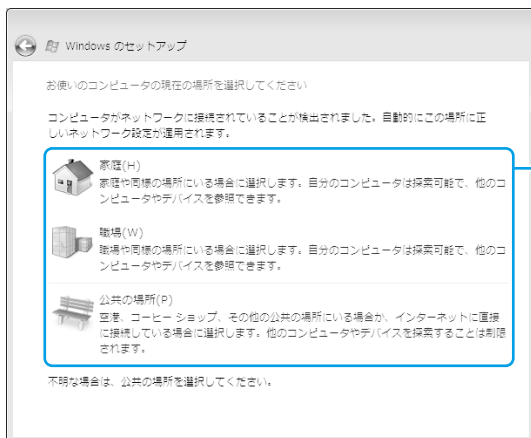 Windows のセットアップ
お使いのコンピュータの現在の場所を選択してください
コンピュータがネットワークに接続されていることが検出されました。自動的にこの場所に正
しいネットワーク設定が適用されます。
家庭(H)
家庭や同様の場所にいる場合に選択します。自分のコンピュータは探索可能で、他のコ
ンピュータやデバイスを参照できます。
職場(W)
職場や同様の場所にいる場合に選択します。自分のコンピュータは探索可能で、他のコ
ンピュータやデバイスを参照できます。
公共の場所(P)
空港、コーヒー ショップ、その他の公共の場所にいる場合か、インターネットに直接
に接続している場合に選択します。他のコンピュータやデバイスを探索することは制限
されます。
不明な場合は、公共の場所を選択してください。